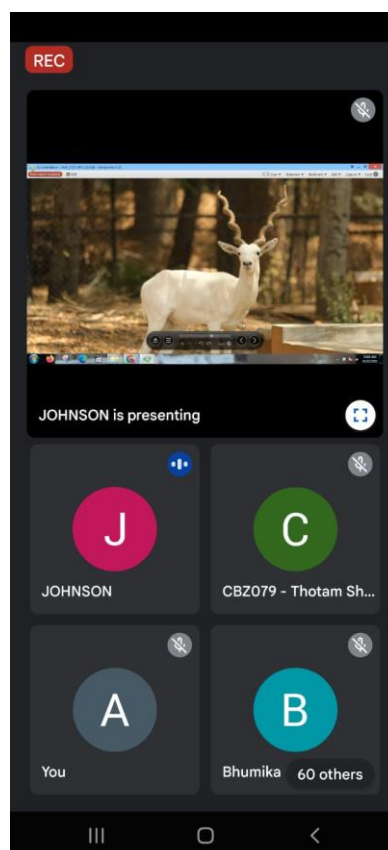 REC
JOHNSON is presenting
J
JOHNSON
C
CBZ079 - Thotam Sh...
A
You
B
Bhumika
60 others